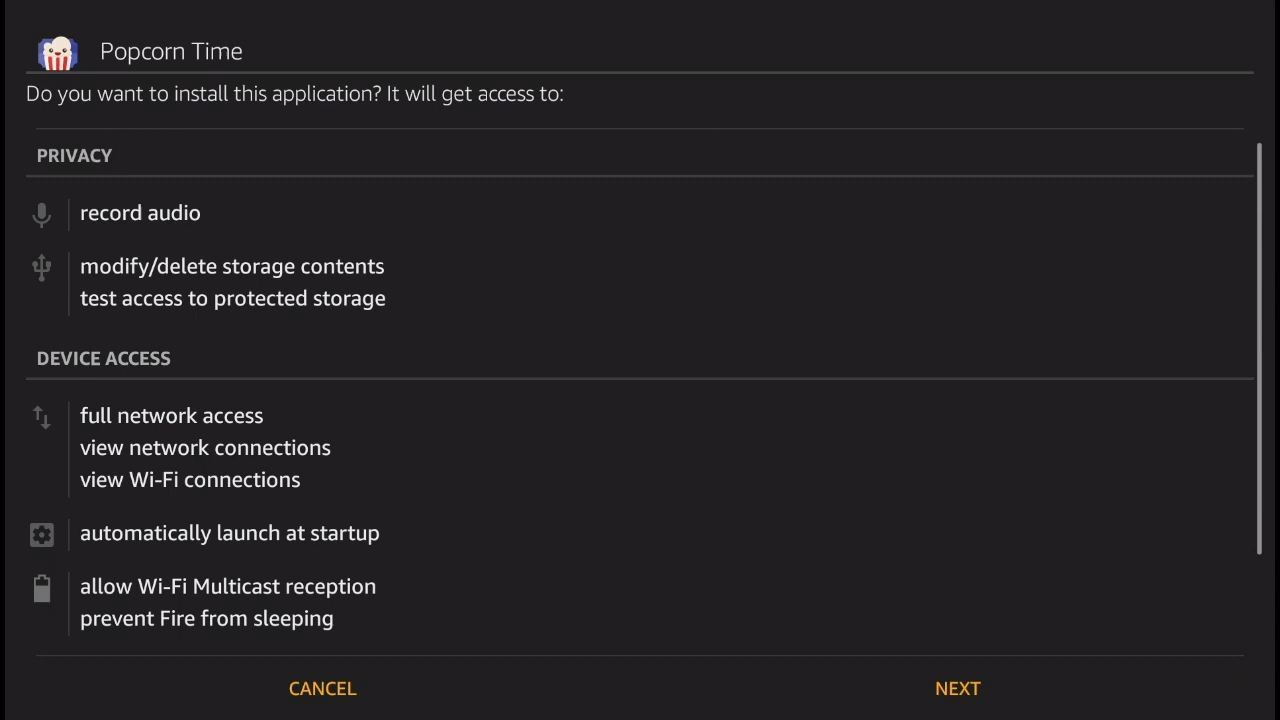 Popcorn Time
Do you want to install this application? It will get access to:
PRIVACY
record audio
modify/delete storage contents
test access to protected storage
DEVICE ACCESS
full network access
view network connections
view Wi-Fi connections
automatically launch at startup
allow Wi-Fi Multicast reception
prevent Fire from sleeping
CANCEL
NEXT